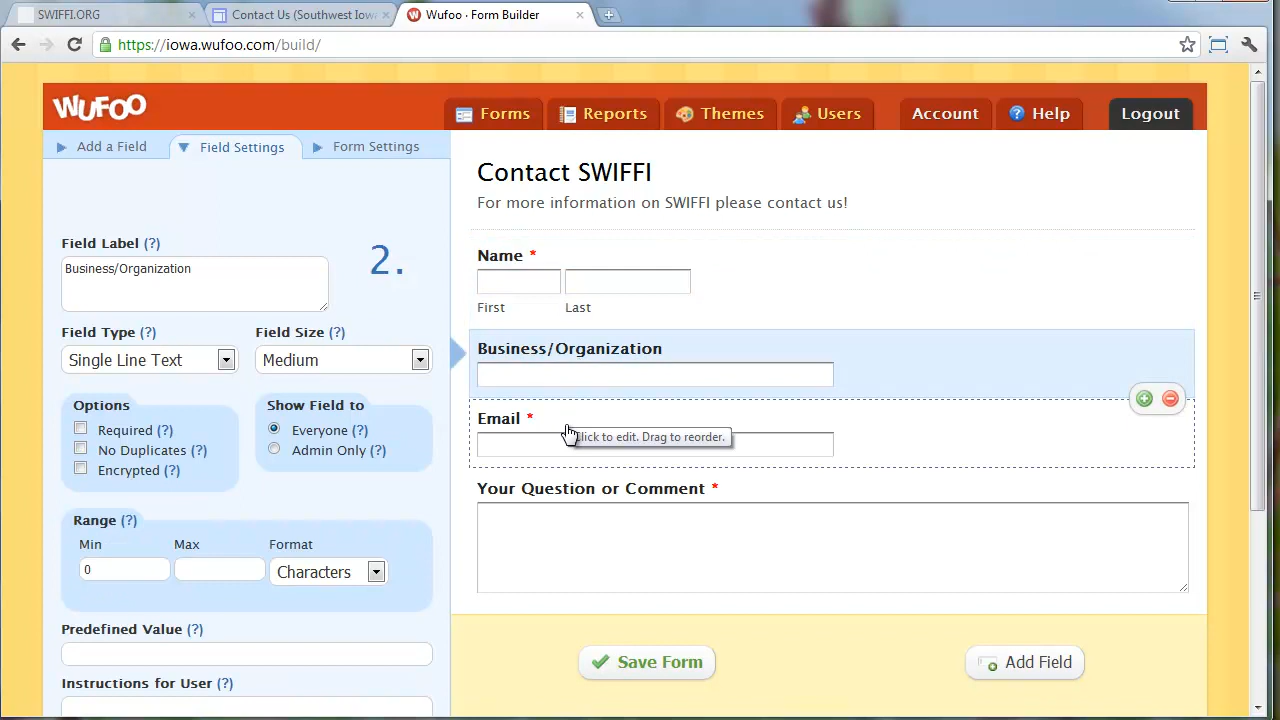 SWIFFI.ORG
Contact Us (Southwest Iow
Wufoo · Form Builder
https://iowa.wufoo.com/build/
WUFOO
Forms
Reports
Themes
Users
Account
Help
Logout
Add a Field
Field Settings
Form Settings
Contact SWIFFI
For more information on SWIFFI please contact us!
Field Label (?)
2.
Business/Organization
Name *
First
Last
Field Type (?)
Field Size (?)
Single Line Text
Medium
Business/Organization
Options
Show Field to
Required (?)
Everyone (?)
No Duplicates (?)
Admin Only (?)
Encrypted (?)
Email *
Click to edit. Drag to reorder.
Your Question or Comment *
Range (?)
Min
Max
Format
0
Characters
Predefined Value (?)
Save Form
Add Field
Instructions for User (?)